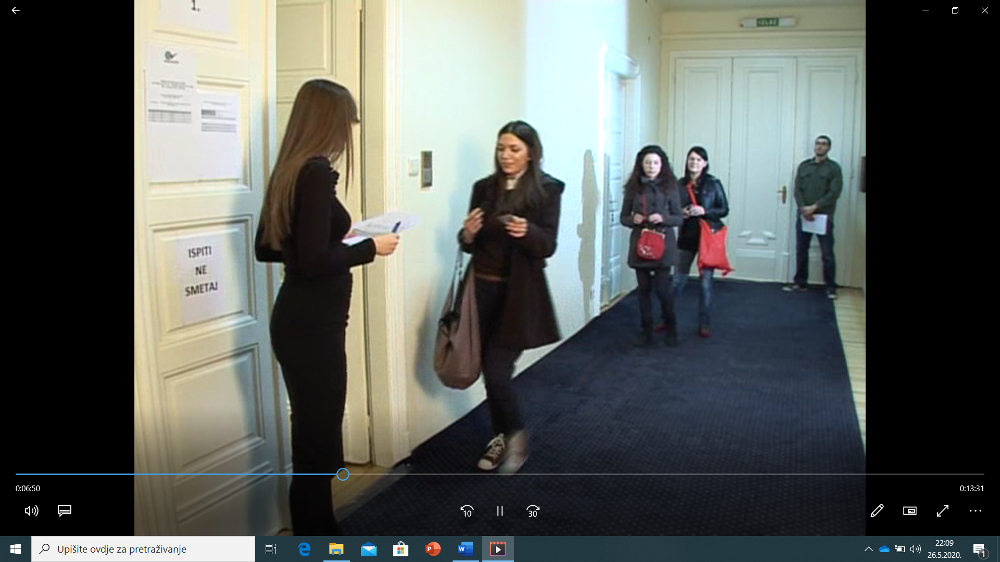 1.
IZLAZ
ISPITI
NE
SMETAJ
0:06:50
0:13:31
10
30
Upišite ovdje za pretraživanje
P
W
22:09
26.5.2020.
1